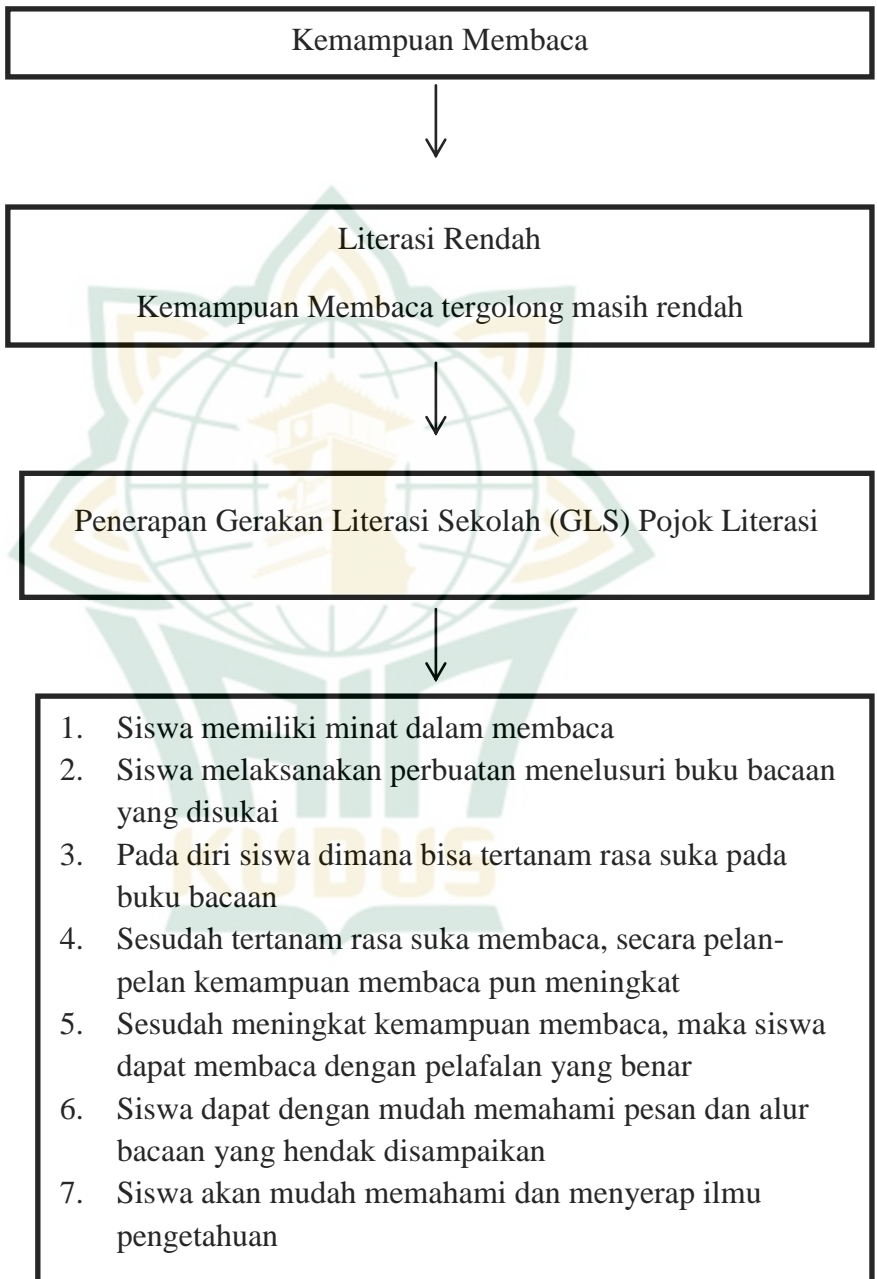 Kemampuan Membaca
Literasi Rendah
Kemampuan Membaca tergolong masih rendah
Penerapan Gerakan Literasi Sekolah (GLS) Pojok Literasi
1. Siswa memiliki minat dalam membaca
2. Siswa melaksanakan perbuatan menelusuri buku bacaan
yang disukai
3. Pada diri siswa dimana bisa tertanam rasa suka pada
buku bacaan
4. Sesudah tertanam rasa suka membaca, secara pelan-
pelan kemampuan membaca pun meningkat
5. Sesudah meningkat kemampuan membaca, maka siswa
dapat membaca dengan pelafalan yang benar
6. Siswa dapat dengan mudah memahami pesan dan alur
bacaan yang hendak disampaikan
7. Siswa akan mudah memahami dan menyerap ilmu
pengetahuan
IAIN
KUDUS